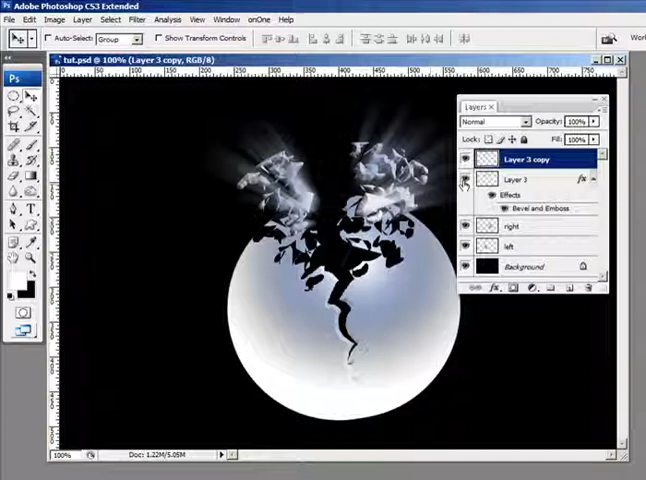 Adobe Photoshop CS3 Extended
File Edit Image Layer Select Filter Analysis View Window onOne Help
Auto-Select: Group Show Transform Controls
Ps
tut.psd @ 100% (Layer 3 copy, RGB/8)
Layers x
Normal Opacity: 100%
Lock: Fill: 100%
Layer 3 copy
Layer 3 fx
Effects
Bevel and Emboss
right
left
Background
100% Doc: 1.22M/5.05M